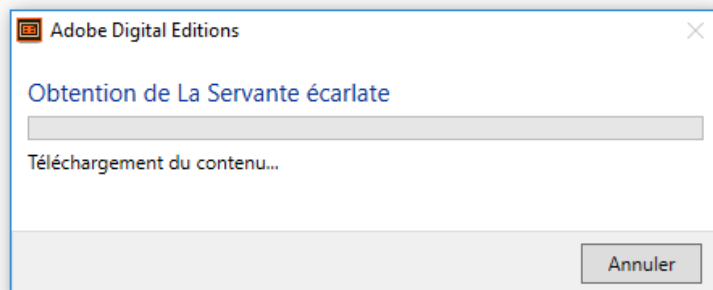 Adobe Digital Editions
Obtention de La Servante écarlate
Téléchargement du contenu...
Annuler